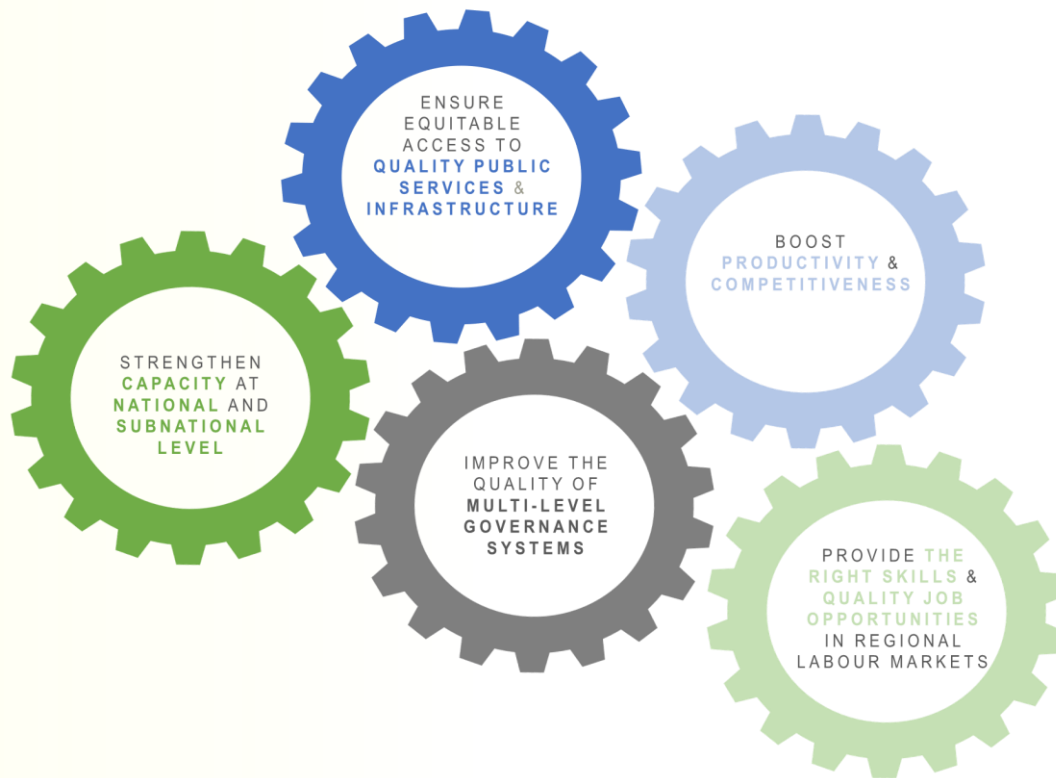 ENSURE
EQUITABLE
ACCESS TO
QUALITY PUBLIC
SERVICES &
INFRASTRUCTURE
BOOST
PRODUCTIVITY &
COMPETITIVENESS
STRENGTHEN
CAPACITY AT
NATIONAL AND
SUBNATIONAL
LEVEL
IMPROVE THE
QUALITY OF
MULTI-LEVEL
GOVERNANCE
SYSTEMS
PROVIDE THE
RIGHT SKILLS &
QUALITY JOB
OPPORTUNITIES
IN REGIONAL
LABOUR MARKETS